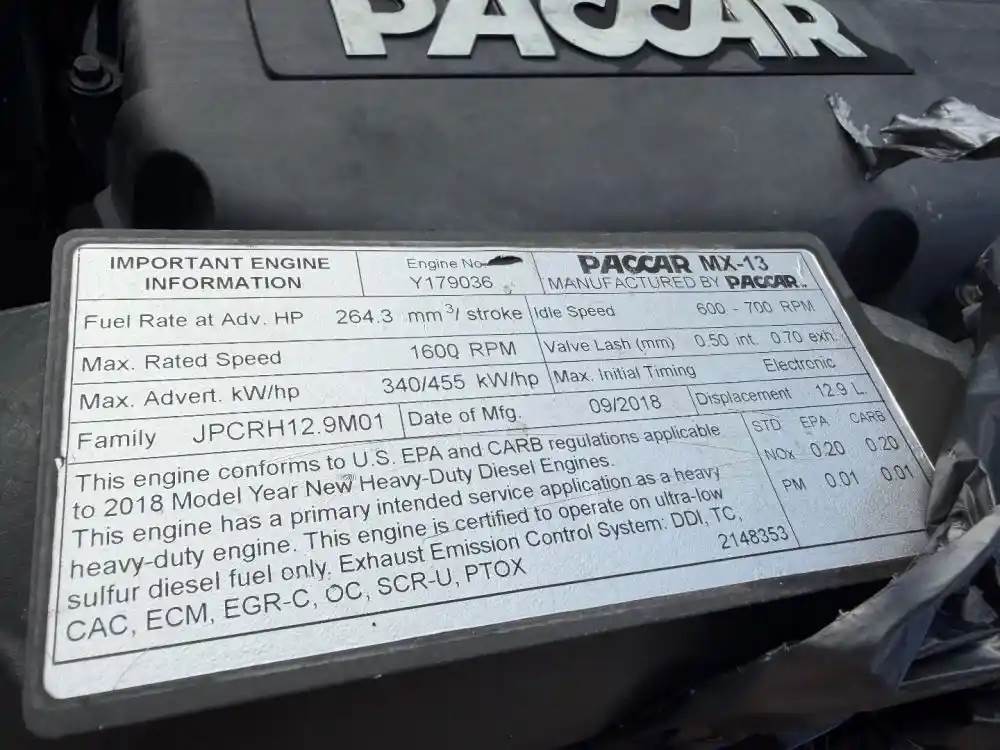 PACCAR
IMPORTANT ENGINE
INFORMATION
Engine No
Y179036
PACCAR MX-13
MANUFACTURED BY PACCAR
Fuel Rate at Adv. HP 264.3 mm³/ stroke
Idle Speed 600 - 700 RPM
Max. Rated Speed 1600 RPM
Valve Lash (mm) 0.50 int. 0.70 exh.
Max. Advert. kW/hp 340/455 kW/hp
Max. Initial Timing Electronic
Family JPCRH12.9M01
Date of Mfg. 09/2018
Displacement 12.9 L.
This engine conforms to U.S. EPA and CARB regulations applicable
to 2018 Model Year New Heavy-Duty Diesel Engines.
This engine has a primary intended service application as a heavy
heavy-duty engine. This engine is certified to operate on ultra-low
sulfur diesel fuel only. Exhaust Emission Control System: DDI, TC,
CAC, ECM, EGR-C, OC, SCR-U, PTOX
2148353
STD EPA CARB
NOx 0.20 0.20
PM 0.01 0.01